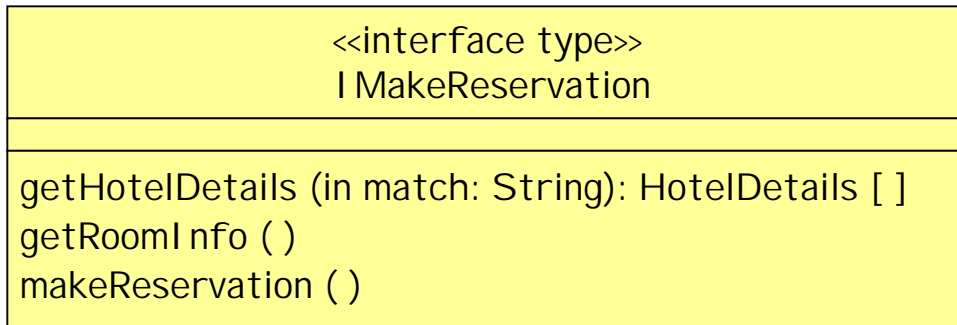 <<interface type>>
IMakeReservation
getHotelDetails (in match: String): HotelDetails [ ]
getRoomInfo ( )
makeReservation ( )